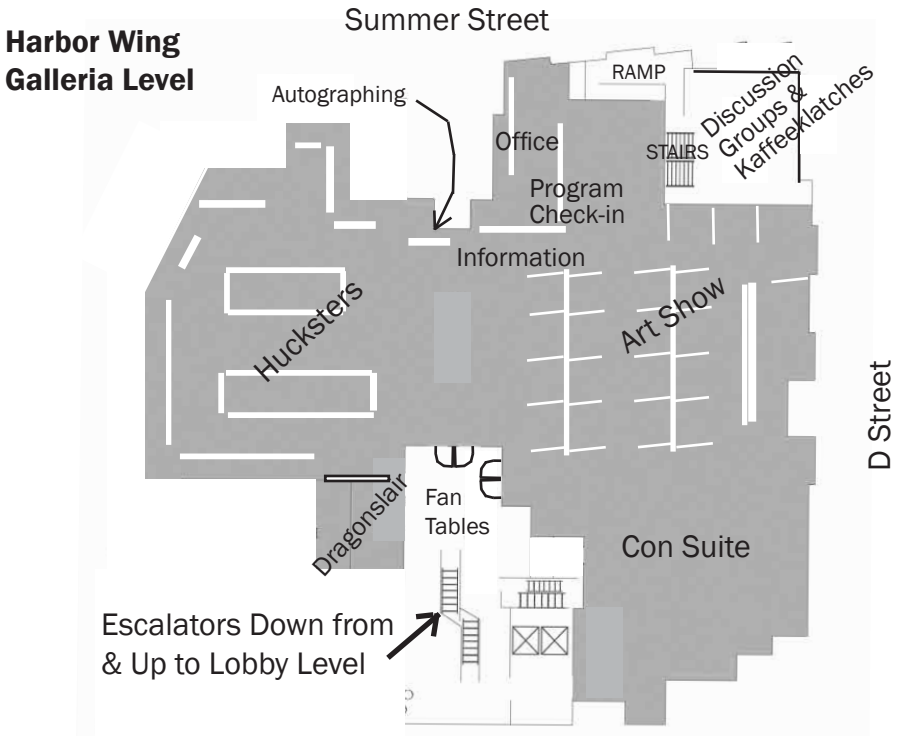 Summer Street
Harbor Wing
Galleria Level
RAMP
Autographing
Discussion
Groups &
Kaffeeklatches
Office
STAIRS
Program
Check-in
Information
Hucksters
Art Show
D Street
Dragonslair
Fan
Tables
Con Suite
Escalators Down from
& Up to Lobby Level